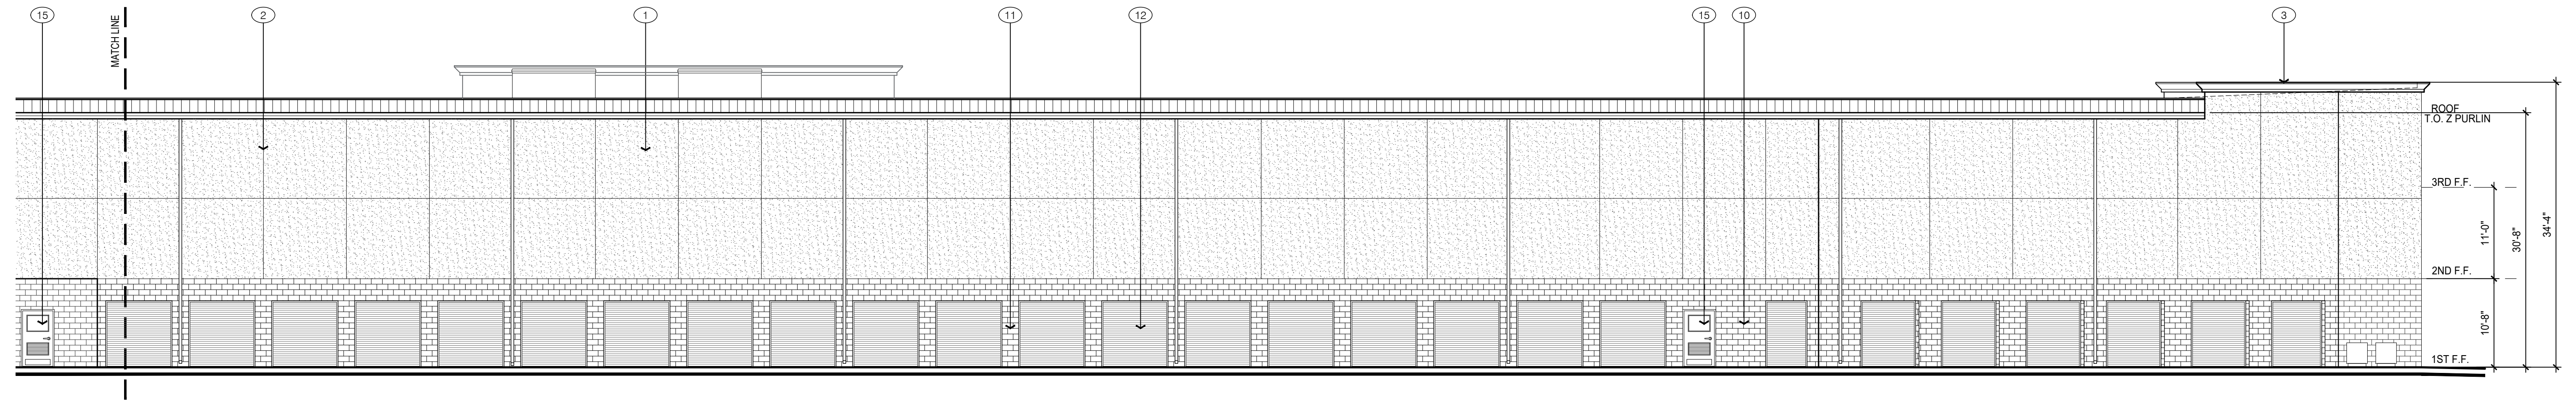 15
MATCH LINE
2
1
11
12
15
10
3
ROOF
T.O. Z PURLIN
3RD F.F.
11'-0"
30'-8"
34'-4"
2ND F.F.
10'-8"
1ST F.F.